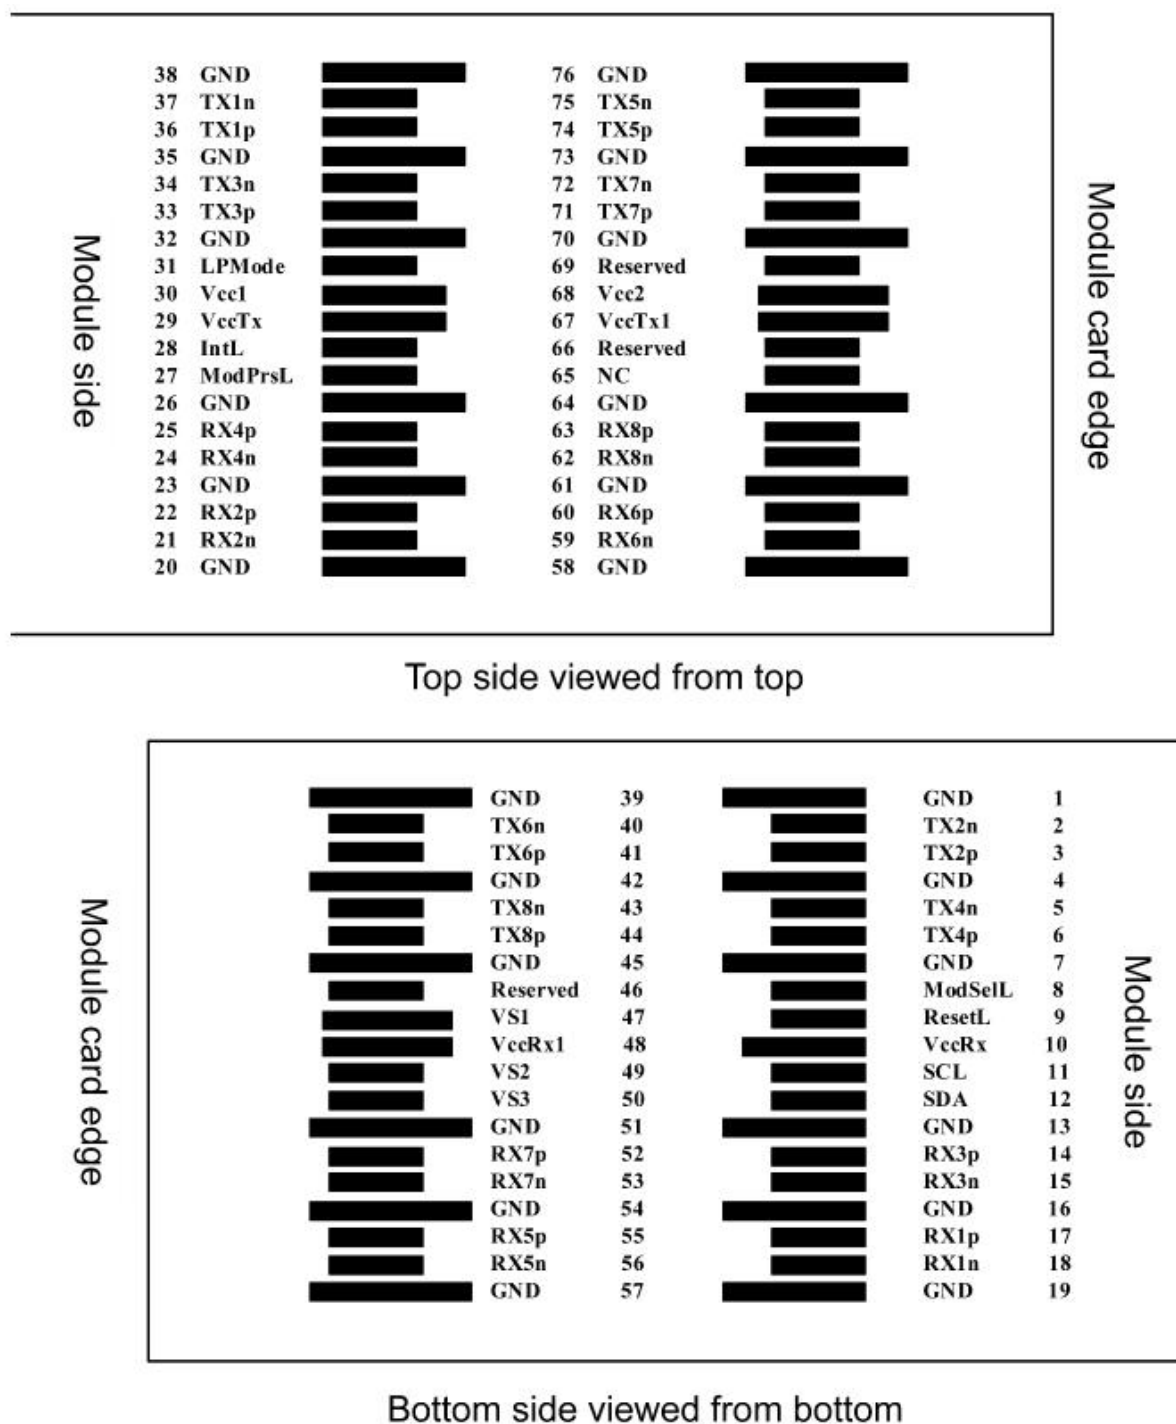 38 GND 76 GND
37 TX1n 75 TX5n
36 TX1p 74 TX5p
35 GND 73 GND
34 TX3n 72 TX7n
33 TX3p 71 TX7p
32 GND 70 GND
31 LPMode 69 Reserved
30 Vcc1 68 Vcc2
29 VccTx 67 VccTx1
28 IntL 66 Reserved
27 ModPrsL 65 NC
26 GND 64 GND
25 RX4p 63 RX8p
24 RX4n 62 RX8n
23 GND 61 GND
22 RX2p 60 RX6p
21 RX2n 59 RX6n
20 GND 58 GND
Module side
Module card edge
Top side viewed from top
GND 39 GND 1
TX6n 40 TX2n 2
TX6p 41 TX2p 3
GND 42 GND 4
TX8n 43 TX4n 5
TX8p 44 TX4p 6
GND 45 GND 7
Reserved 46 ModSelL 8
VS1 47 ResetL 9
VccRx1 48 VccRx 10
VS2 49 SCL 11
VS3 50 SDA 12
GND 51 GND 13
RX7p 52 RX3p 14
RX7n 53 RX3n 15
GND 54 GND 16
RX5p 55 RX1p 17
RX5n 56 RX1n 18
GND 57 GND 19
Module card edge
Module side
Bottom side viewed from bottom